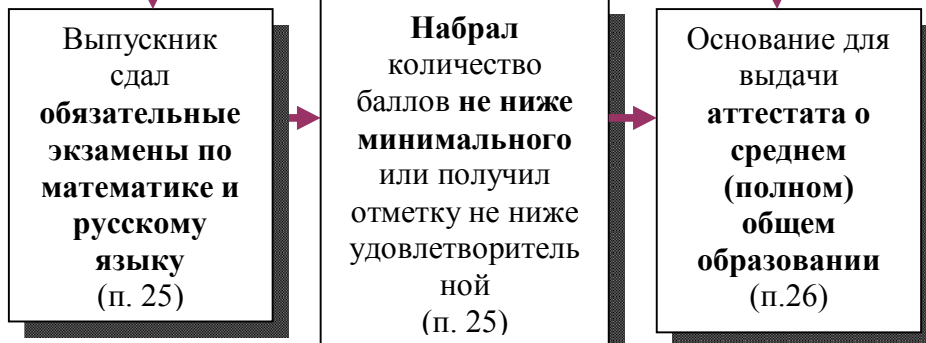 Выпускник
сдал
обязательные
экзамены по
математике и
русскому
языку
(п. 25)
Набрал
количество
баллов не ниже
минимального
или получил
отметку не ниже
удовлетворитель
ной
(п. 25)
Основание для
выдачи
аттестата о
среднем
(полном)
общем
образовании
(п.26)